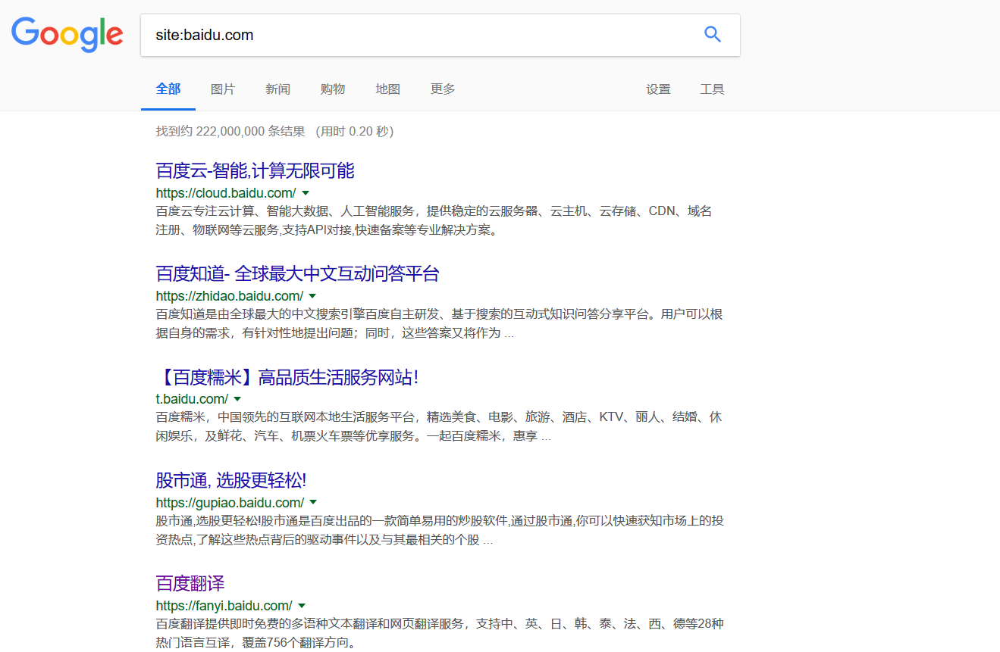 Google
site:baidu.com
全部 图片 新闻 购物 地图 更多 设置 工具
找到约 222,000,000 条结果 （用时 0.20 秒）
百度云-智能,计算无限可能
https://cloud.baidu.com/
百度云专注云计算、智能大数据、人工智能服务，提供稳定的云服务器、云主机、云存储、CDN、域名
注册、物联网等云服务,支持API对接,快速备案等专业解决方案。
百度知道- 全球最大中文互动问答平台
https://zhidao.baidu.com/
百度知道是由全球最大的中文搜索引擎百度自主研发、基于搜索的互动式知识问答分享平台。用户可以根
据自身的需求，有针对性地提出问题；同时，这些答案又将作为 ...
【百度糯米】高品质生活服务网站！
t.baidu.com/
百度糯米，中国领先的互联网本地生活服务平台，精选美食、电影、旅游、酒店、KTV、丽人、结婚、休
闲娱乐，及鲜花、汽车、机票火车票等优享服务。一起百度糯米，惠享 ...
股市通, 选股更轻松!
https://gupiao.baidu.com/
股市通,选股更轻松!股市通是百度出品的一款简单易用的炒股软件,通过股市通,你可以快速获知市场上的投
资热点,了解这些热点背后的驱动事件以及与其最相关的个股 ...
百度翻译
https://fanyi.baidu.com/
百度翻译提供即时免费的多语种文本翻译和网页翻译服务，支持中、英、日、韩、泰、法、西、德等28种
热门语言互译，覆盖756个翻译方向。